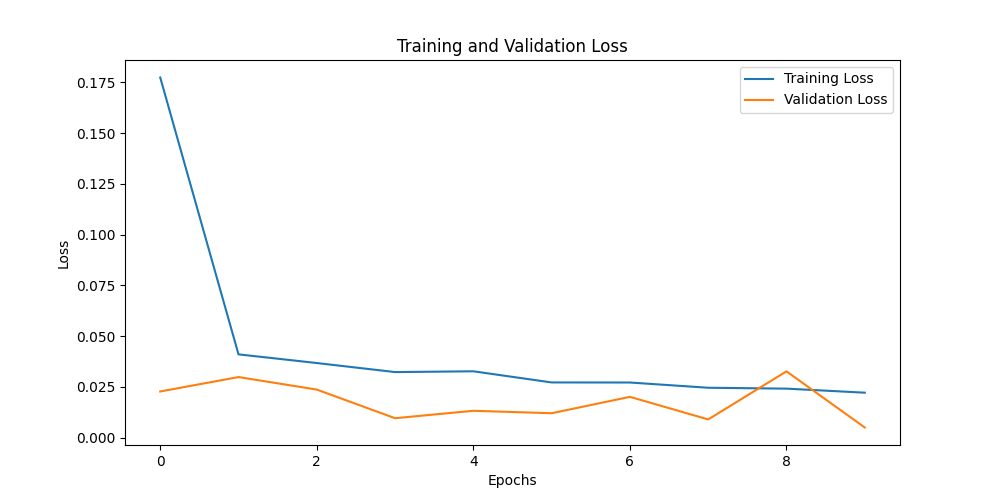 Training and Validation Loss
Training Loss
Validation Loss
0.175
0.150
0.125
0.100
0.075
0.050
0.025
0.000
Loss
0 2 4 6 8
Epochs